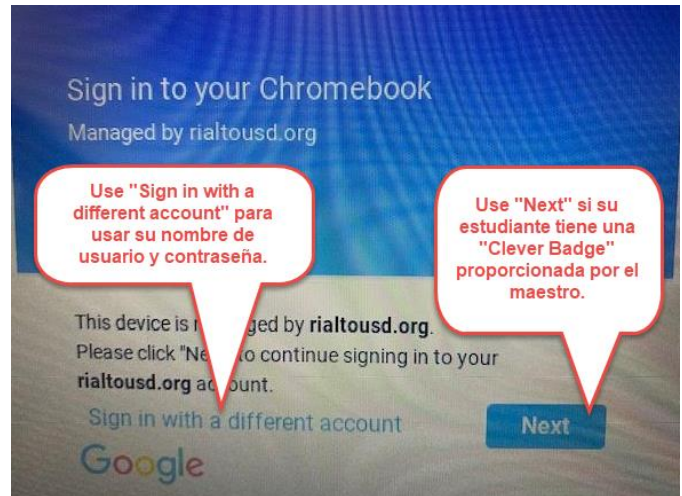 Sign in to your Chromebook
Managed by rialtousd.org
Use "Sign in with a
different account" para
usar su nombre de
usuario y contraseña.
Use "Next" si su
estudiante tiene una
"Clever Badge"
proporcionada por el
maestro.
This device is ged by rialtousd.org.
Please click "Ne to continue signing in to your
rialtousd.org account.
Sign in with a different account
Next
Google